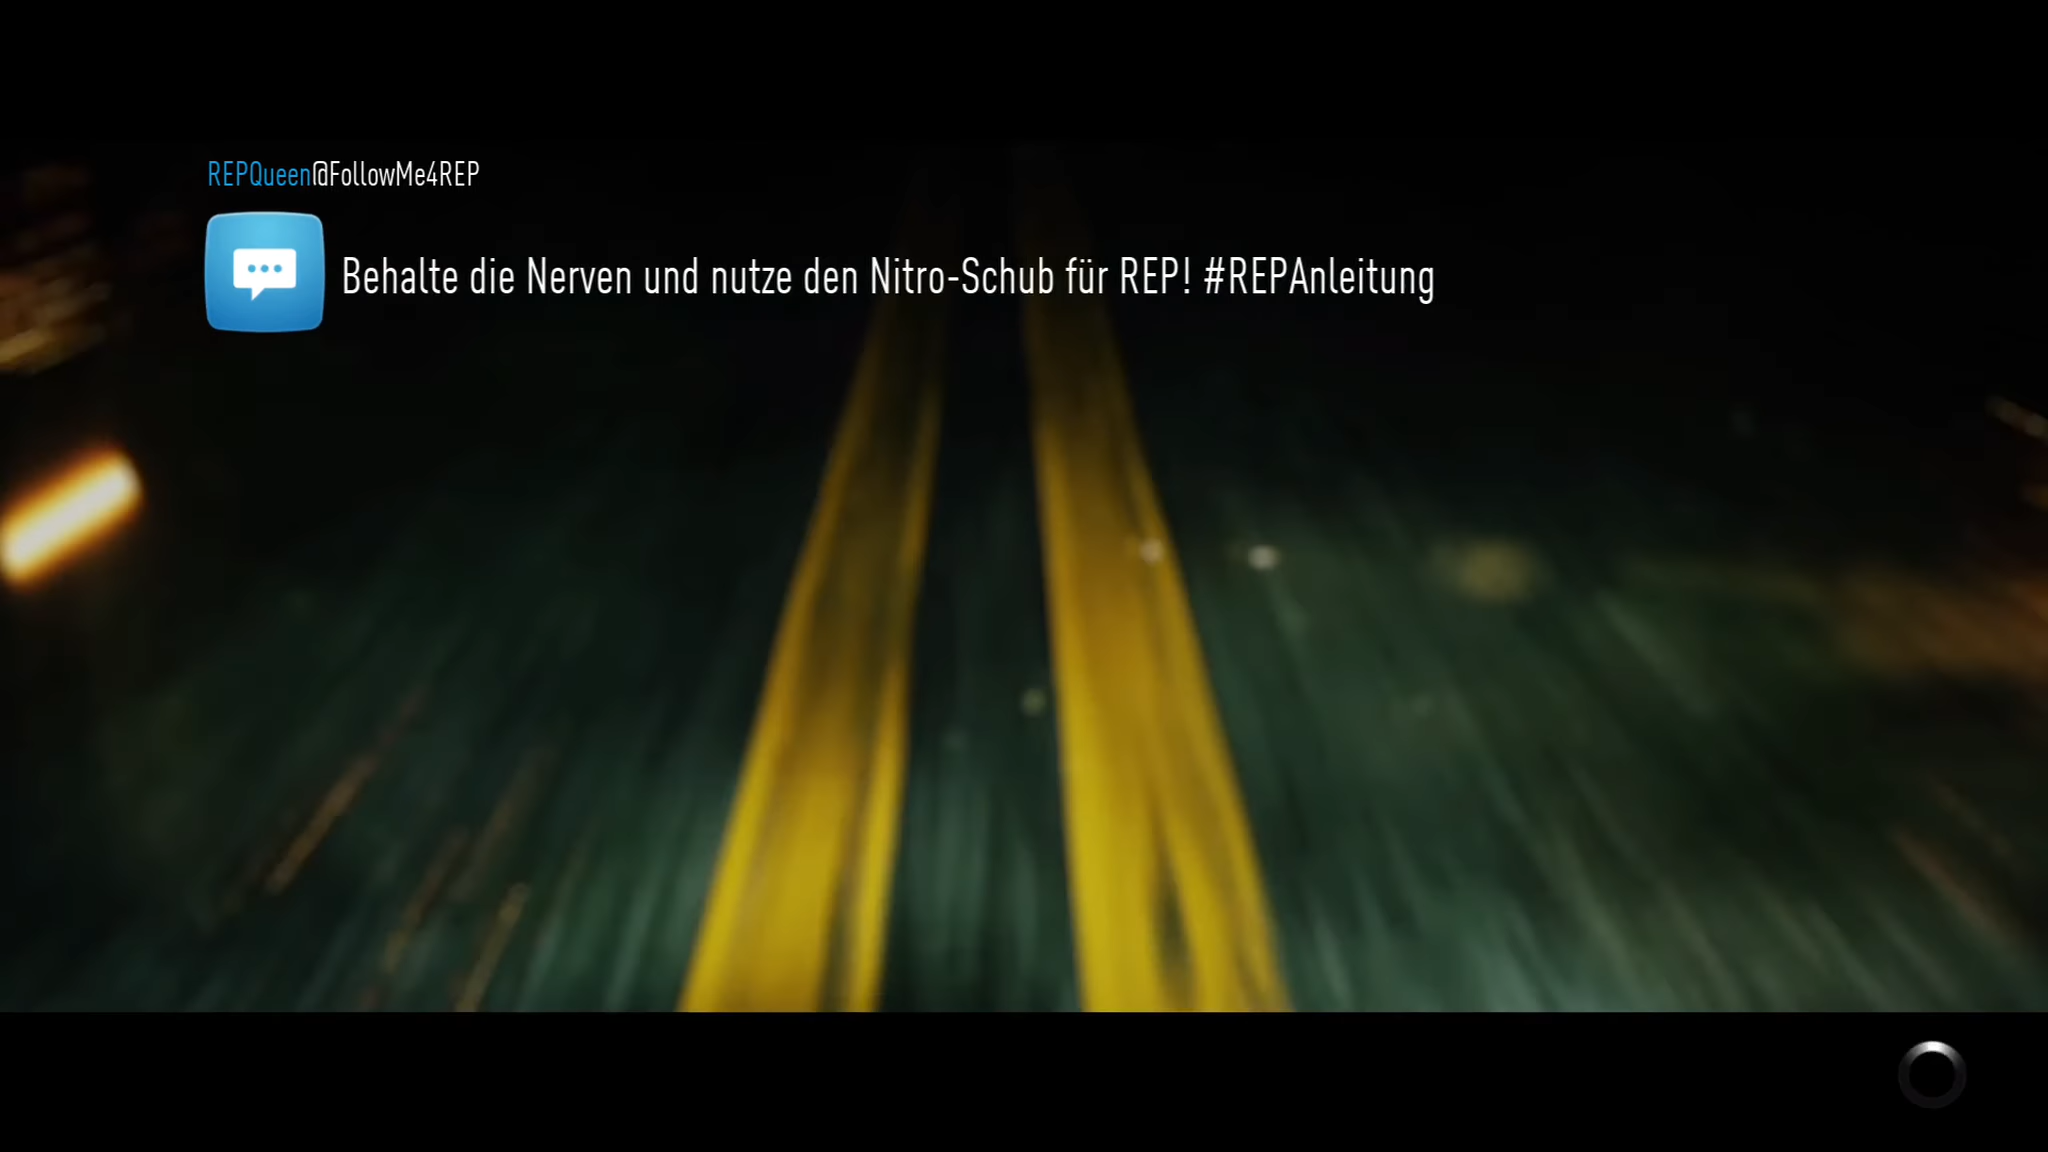 REPQueen@FollowMe4REP
Behalte die Nerven und nutze den Nitro-Schub für REP! #REPAnleitung